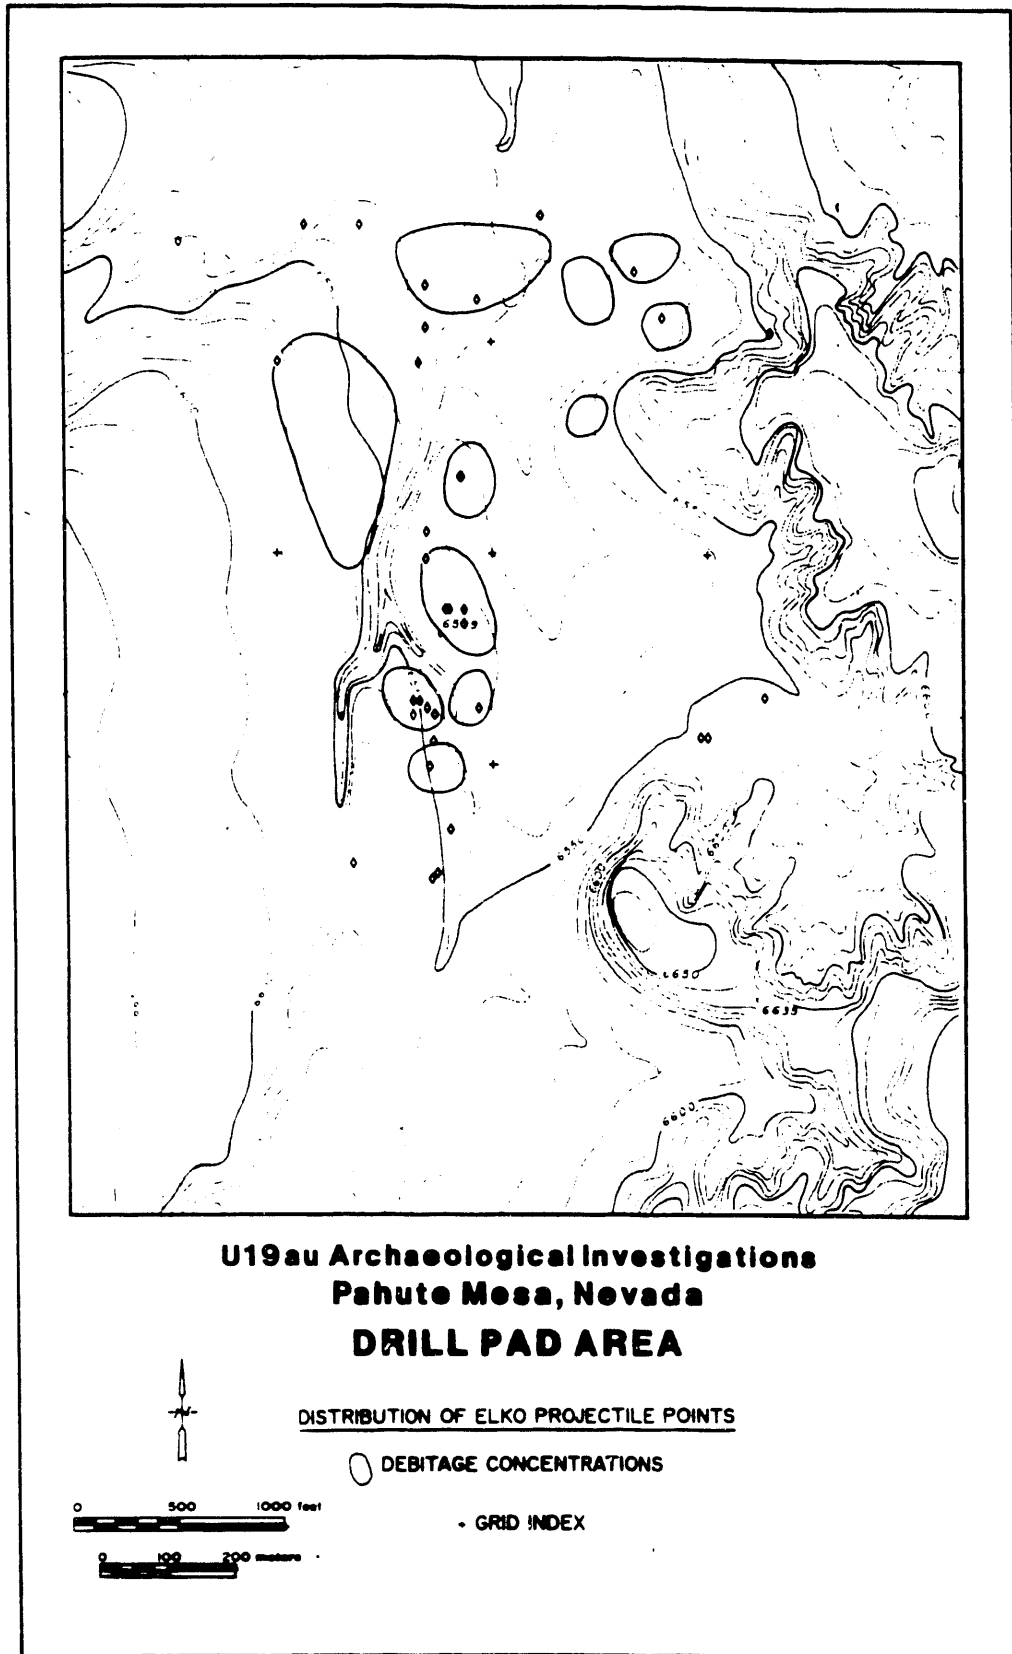 6600
6650
6635
6600
U19au Archaeological Investigations
Pahute Mesa, Nevada
DRILL PAD AREA
N
DISTRIBUTION OF ELKO PROJECTILE POINTS
DEBITAGE CONCENTRATIONS
0 500 1000 feet
+ GRID INDEX
0 100 200 meters